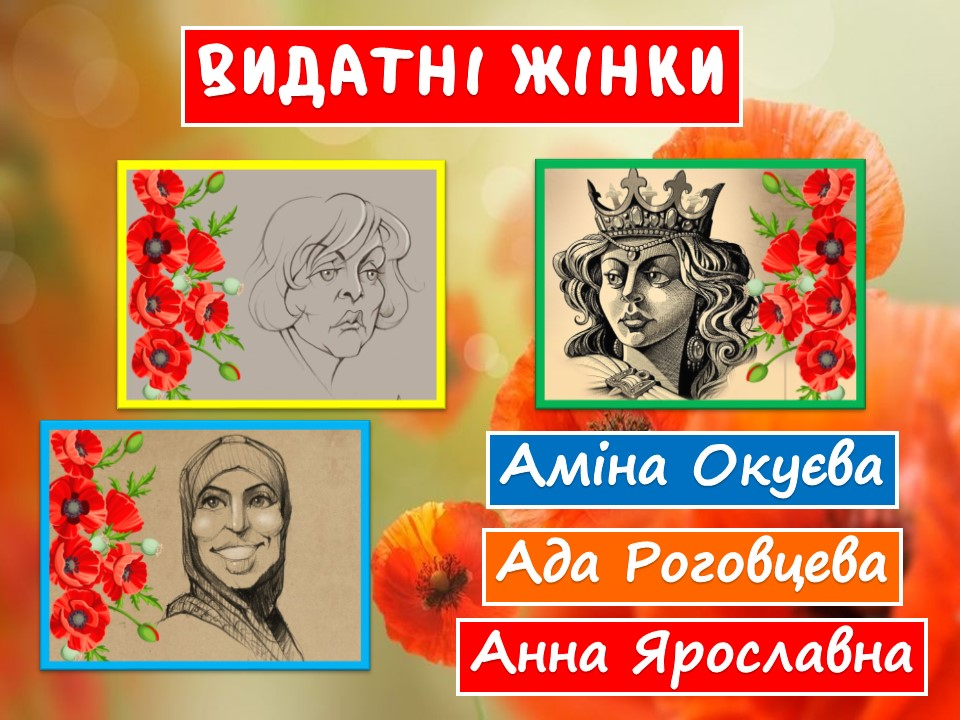 ВИДАТНІ ЖІНКИ
Аміна Окуєва
Ада Роговцева
Анна Ярославна